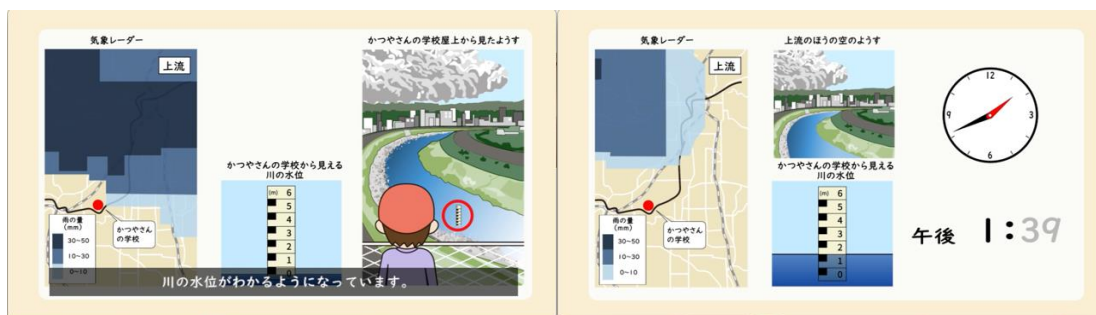 気象レーダー
上流
かつやさんの学校
雨の量
(mm)
30~50
10~30
0~10
かつやさんの学校から見える
川の水位
(m) 6
5
4
3
2
1
0
かつやさんの学校屋上から見たようす
川の水位がわかるようになっています。
気象レーダー
上流
かつやさん
の学校
雨の量
(mm)
30~50
10~30
0~10
上流のほうの空のようす
かつやさんの学校から見える
川の水位
(m) 6
5
4
3
2
1
0
12
3
6
9
午後 1:39